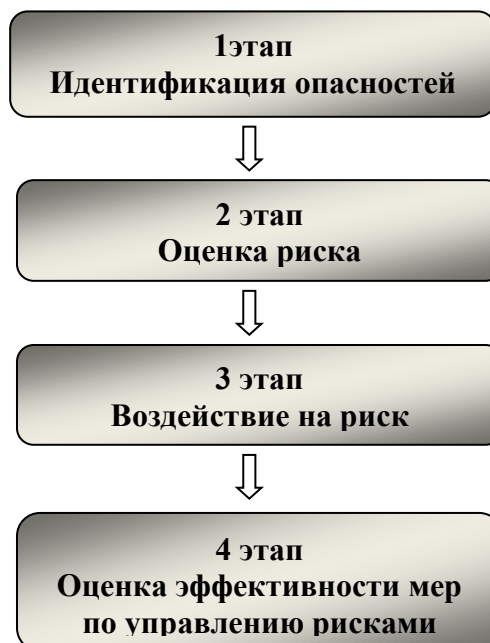 1этап
Идентификация опасностей
2 этап
Оценка риска
3 этап
Воздействие на риск
4 этап
Оценка эффективности мер
по управлению рисками